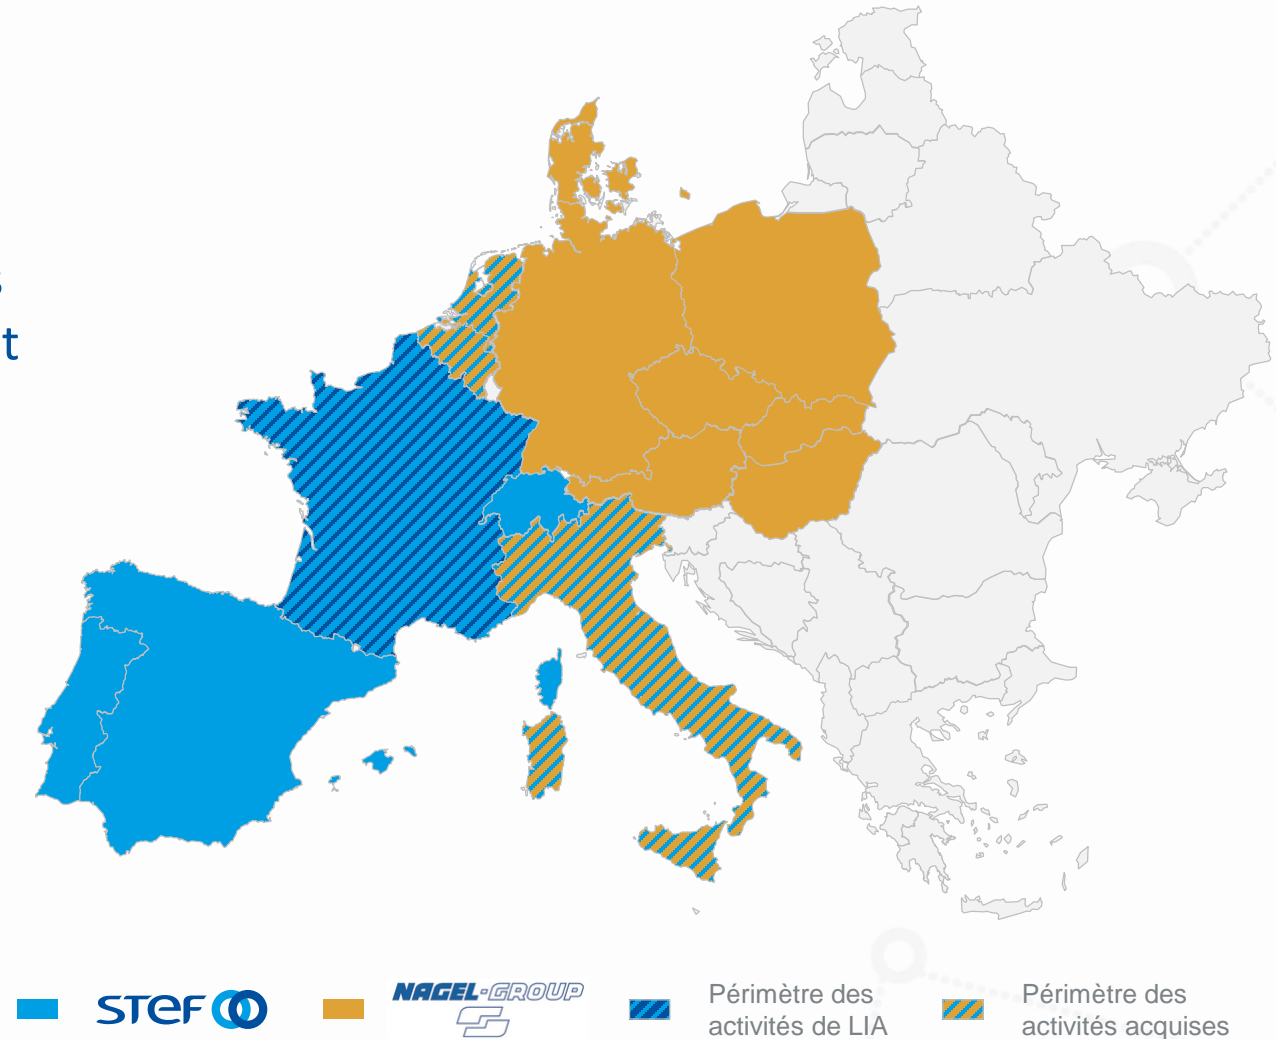 s
t
STEF
NAGEL-GROUP
Périmètre des
activités de LIA
Périmètre des
activités acquises